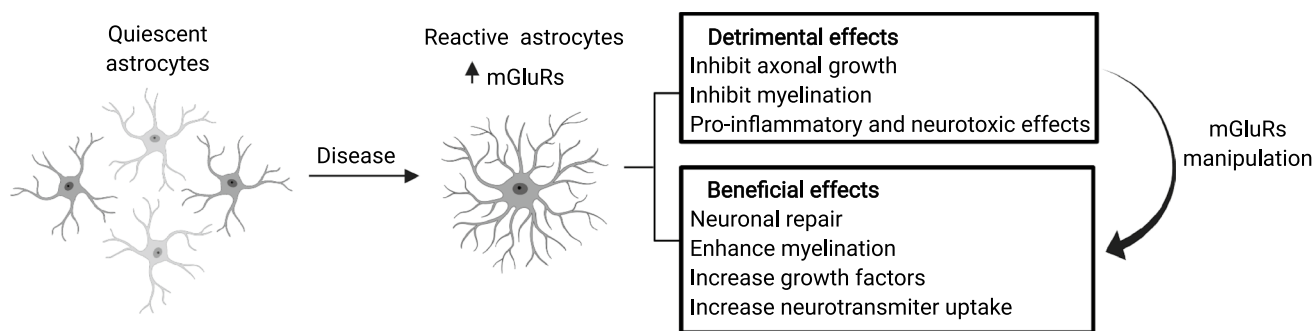 Quiescent
astrocytes
Disease
Reactive astrocytes
↑ mGluRs
Detrimental effects
Inhibit axonal growth
Inhibit myelination
Pro-inflammatory and neurotoxic effects
Beneficial effects
Neuronal repair
Enhance myelination
Increase growth factors
Increase neurotransmiter uptake
mGluRs
manipulation